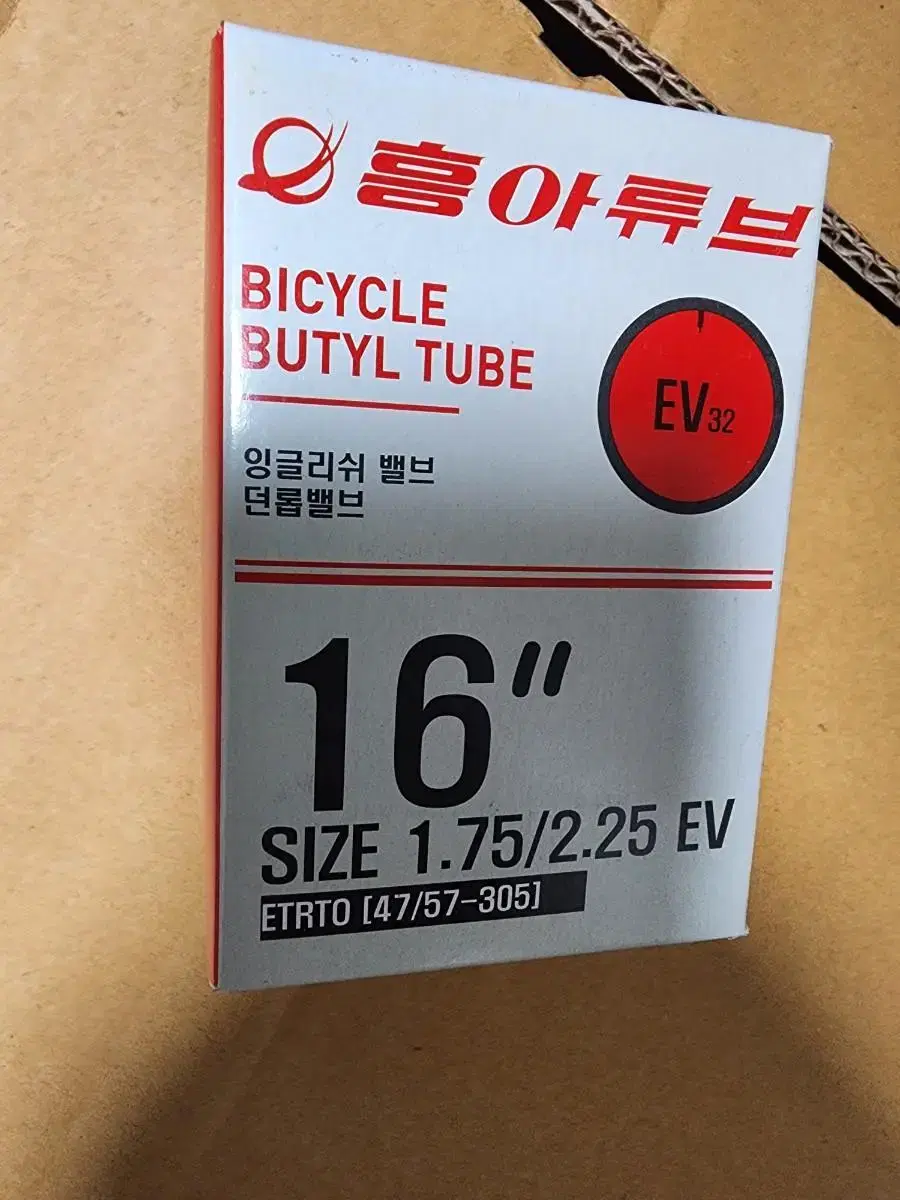 흥아튜브
BICYCLE
BUTYL TUBE
EV32
잉글리쉬 밸브
던롭밸브
16"
SIZE 1.75/2.25 EV
ETRTO [47/57-305]